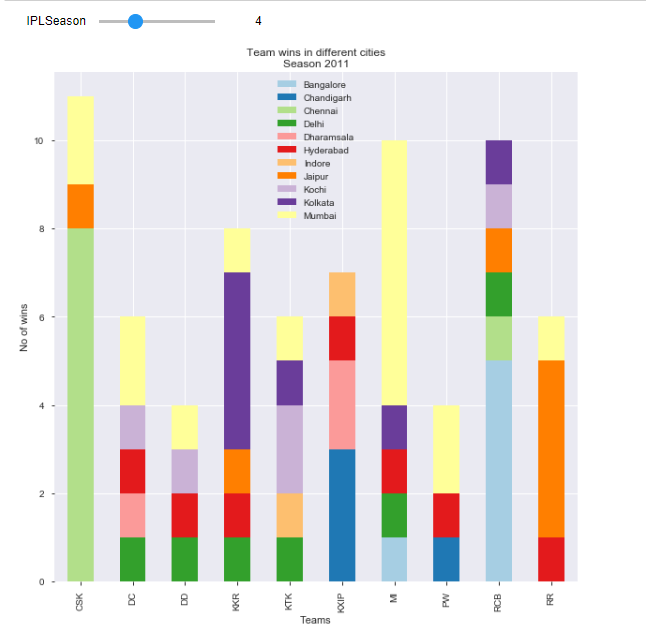 IPLSeason 4
Team wins in different cities
Season 2011
Bangalore
Chandigarh
Chennai
Delhi
Dharamsala
Hyderabad
Indore
Jaipur
Kochi
Kolkata
Mumbai
No of wins
10
8
6
4
2
0
CSK DC DD KKR KTK KXIP MI PW RCB RR
Teams